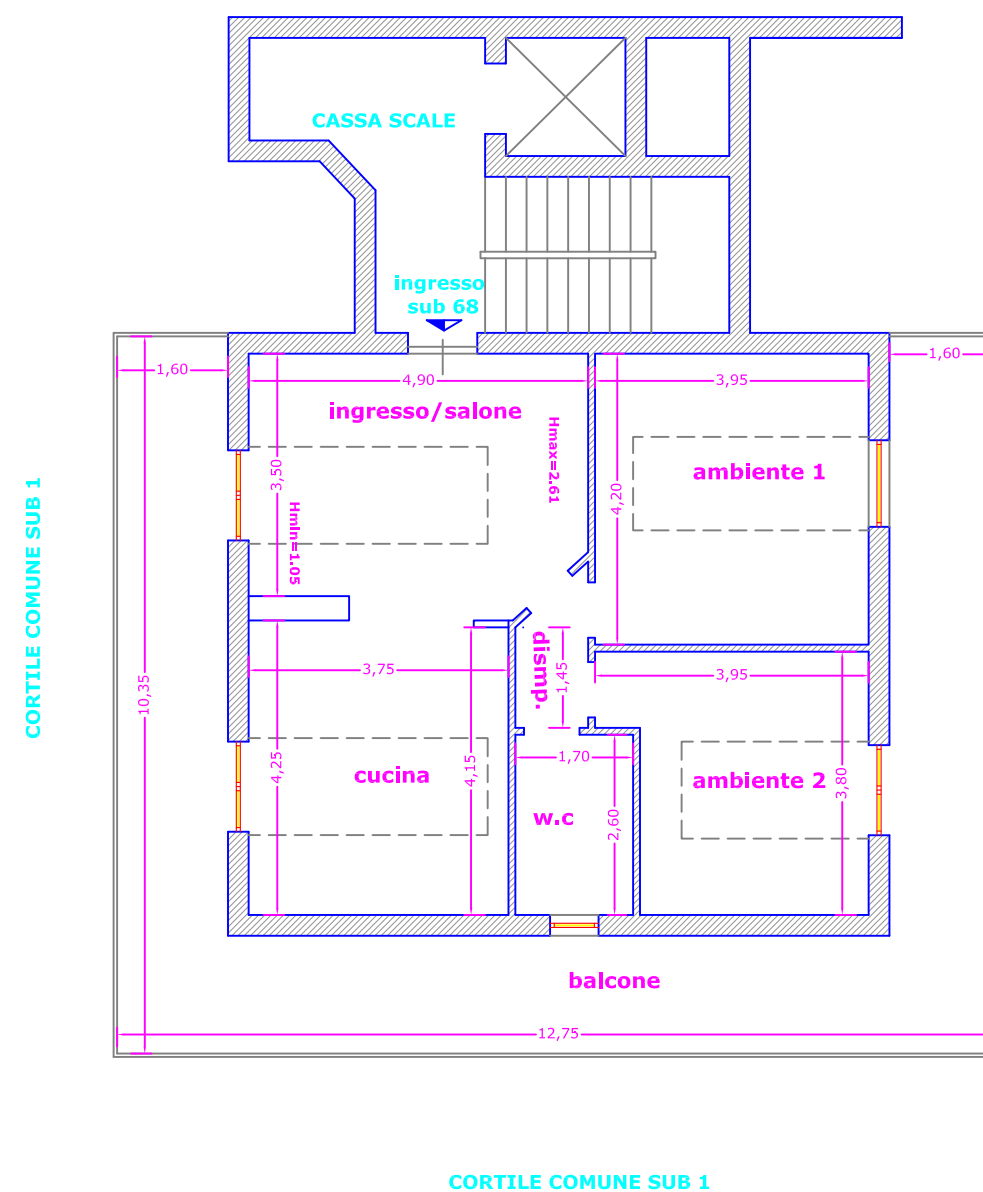 CASSA SCALE
ingresso
sub 68
1,60
1,60
4,90
3,95
ingresso/salone
Hmax=2.61
ambiente 1
3,50
4,20
Hmin=1.05
CORTILE COMUNE SUB 1
dismp.
1,45
3,75
3,95
10,35
4,25
4,15
cucina
1,70
ambiente 2
3,80
w.c
2,60
balcone
12,75
CORTILE COMUNE SUB 1